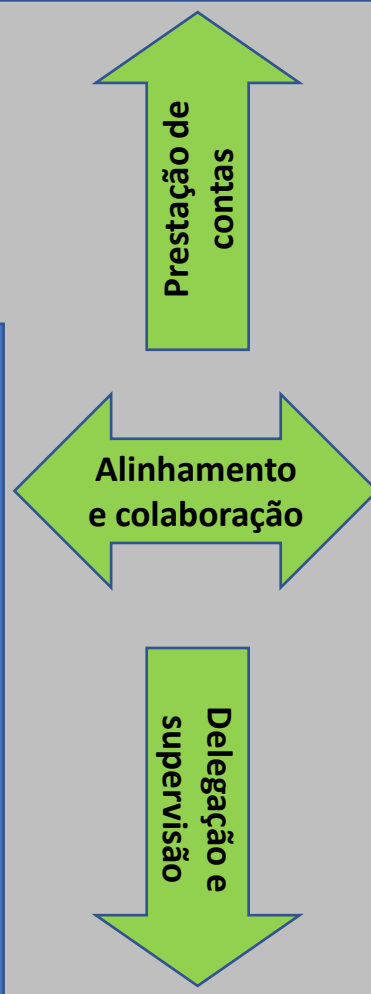 Prestação de
contas
Alinhamento
e colaboração
Delegação e
supervisão